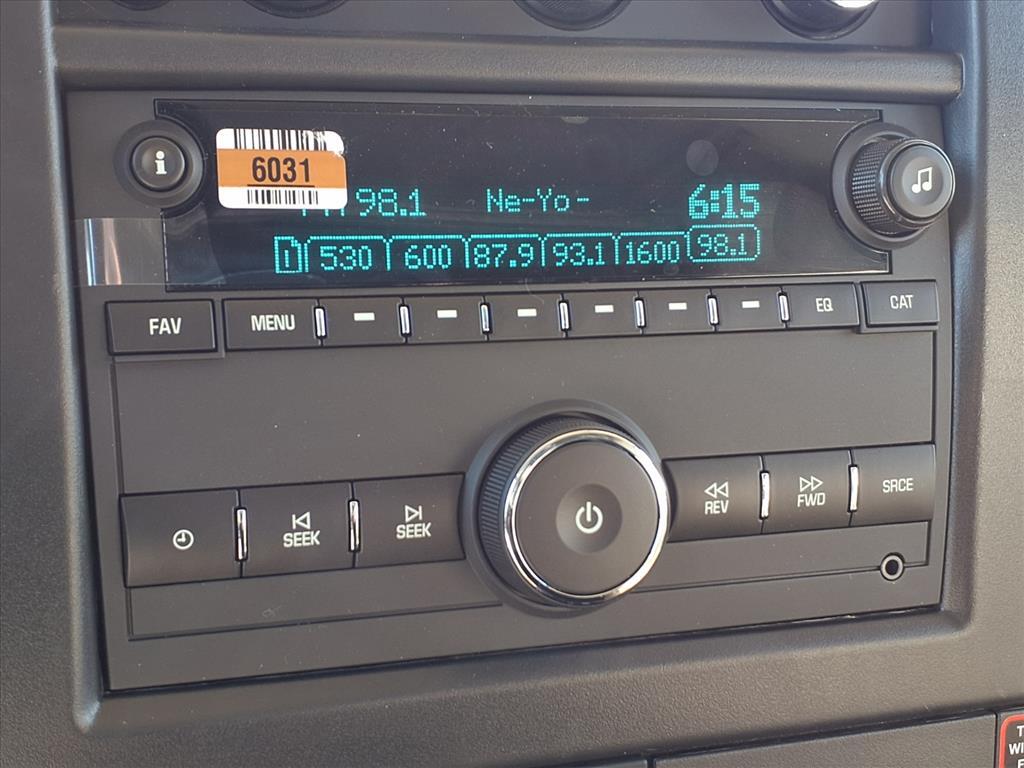 6031
98.1 Ne-Yo- 6:15
530 600 87.9 93.1 1600 98.1
FAV MENU EQ CAT
SEEK SEEK REV FWD SRCE